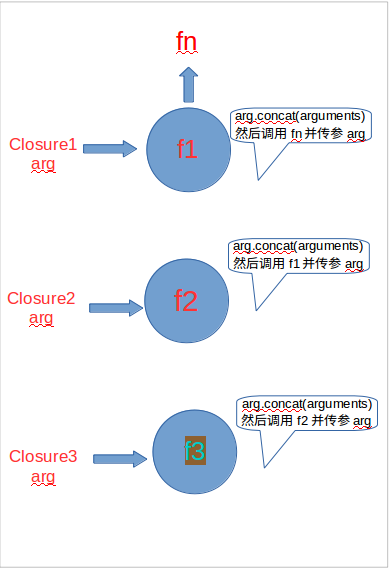 fn
arg.concat(arguments)
然后调用 fn 并传参 arg
Closure1
arg
f1
arg.concat(arguments)
然后调用 f1 并传参 arg
Closure2
arg
f2
arg.concat(arguments)
然后调用 f2 并传参 arg
Closure3
arg
f3